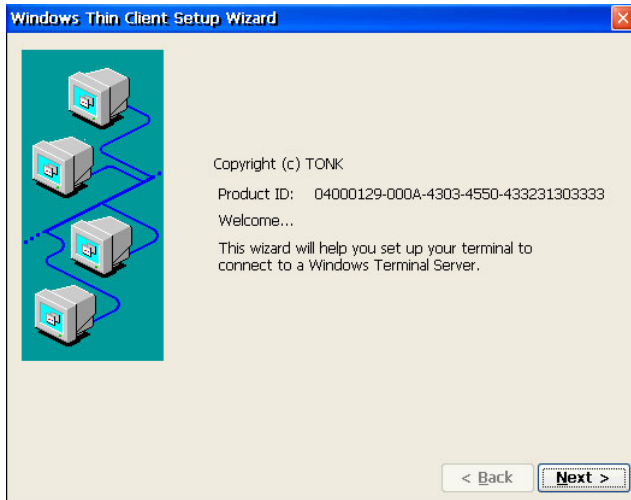 Windows Thin Client Setup Wizard
Copyright (c) TONK
Product ID: 04000129-000A-4303-4550-433231303333
Welcome...
This wizard will help you set up your terminal to
connect to a Windows Terminal Server.
< Back Next >